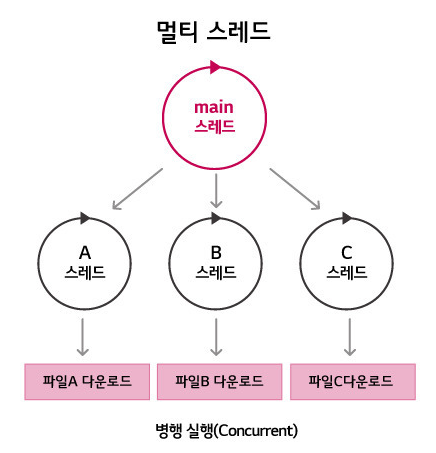 멀티 스레드
main
스레드
A
스레드
B
스레드
C
스레드
파일A 다운로드
파일B 다운로드
파일C다운로드
병행 실행(Concurrent)